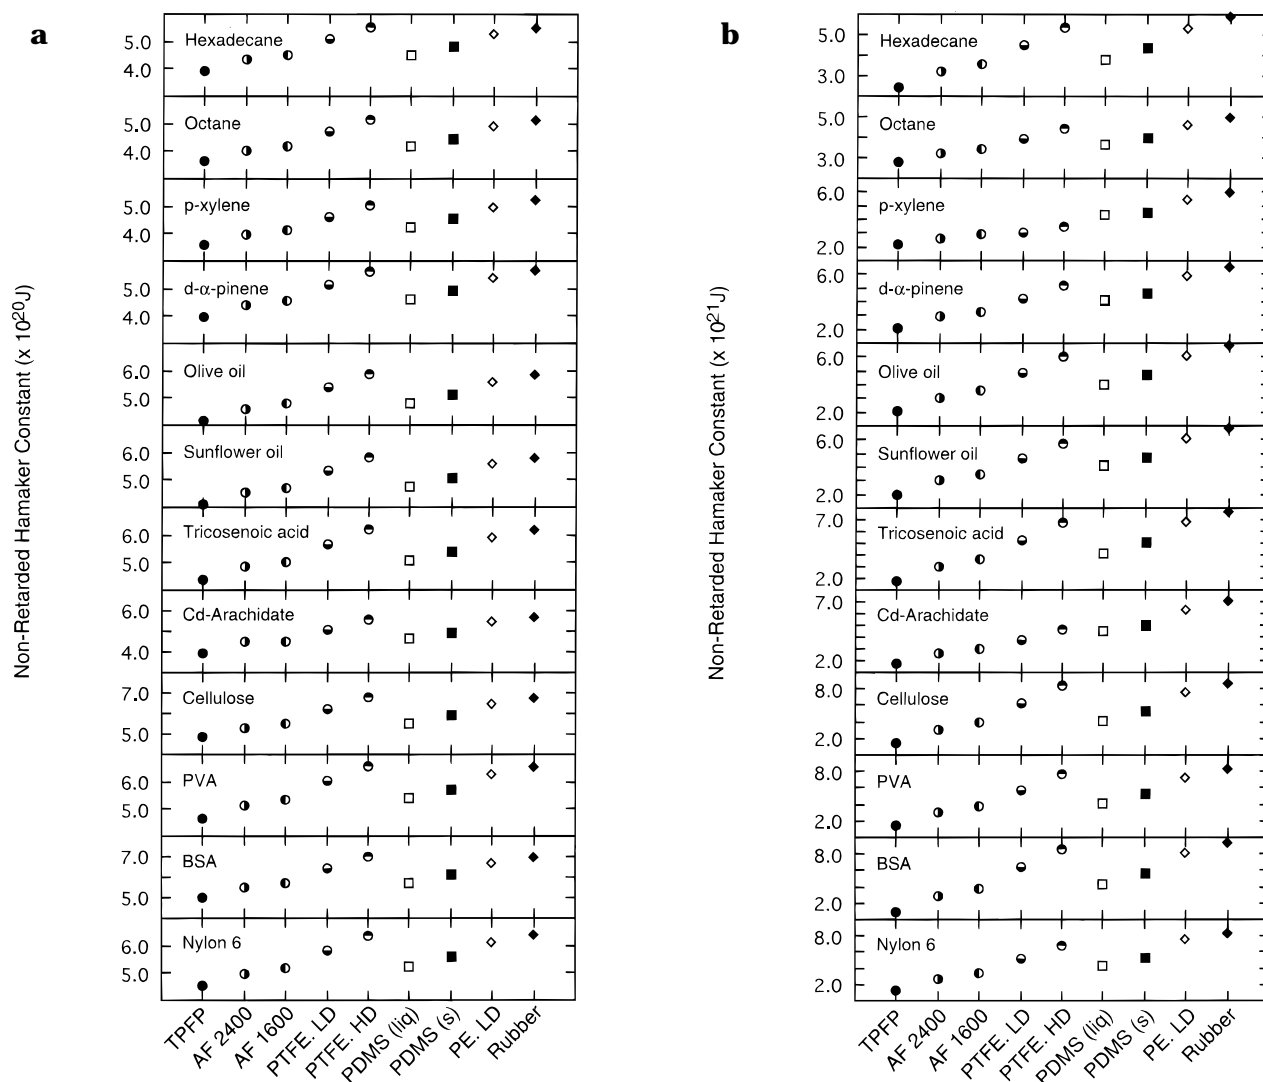 a
Non-Retarded Hamaker Constant (x 10²⁰J)
5.0
4.0
Hexadecane
5.0
4.0
Octane
5.0
4.0
p-xylene
5.0
4.0
d-α-pinene
6.0
5.0
Olive oil
6.0
5.0
Sunflower oil
6.0
5.0
Tricosenoic acid
6.0
4.0
Cd-Arachidate
7.0
5.0
Cellulose
6.0
5.0
PVA
7.0
5.0
BSA
6.0
5.0
Nylon 6
TPFP
AF 2400
AF 1600
PTFE. LD
PTFE. HD
PDMS (liq)
PDMS (s)
PE. LD
Rubber
b
Non-Retarded Hamaker Constant (x 10²¹J)
5.0
3.0
Hexadecane
5.0
3.0
Octane
6.0
2.0
p-xylene
6.0
2.0
d-α-pinene
6.0
2.0
Olive oil
6.0
2.0
Sunflower oil
7.0
2.0
Tricosenoic acid
7.0
2.0
Cd-Arachidate
8.0
2.0
Cellulose
8.0
2.0
PVA
8.0
2.0
BSA
8.0
2.0
Nylon 6
TPFP
AF 2400
AF 1600
PTFE. LD
PTFE. HD
PDMS (liq)
PDMS (s)
PE. LD
Rubber